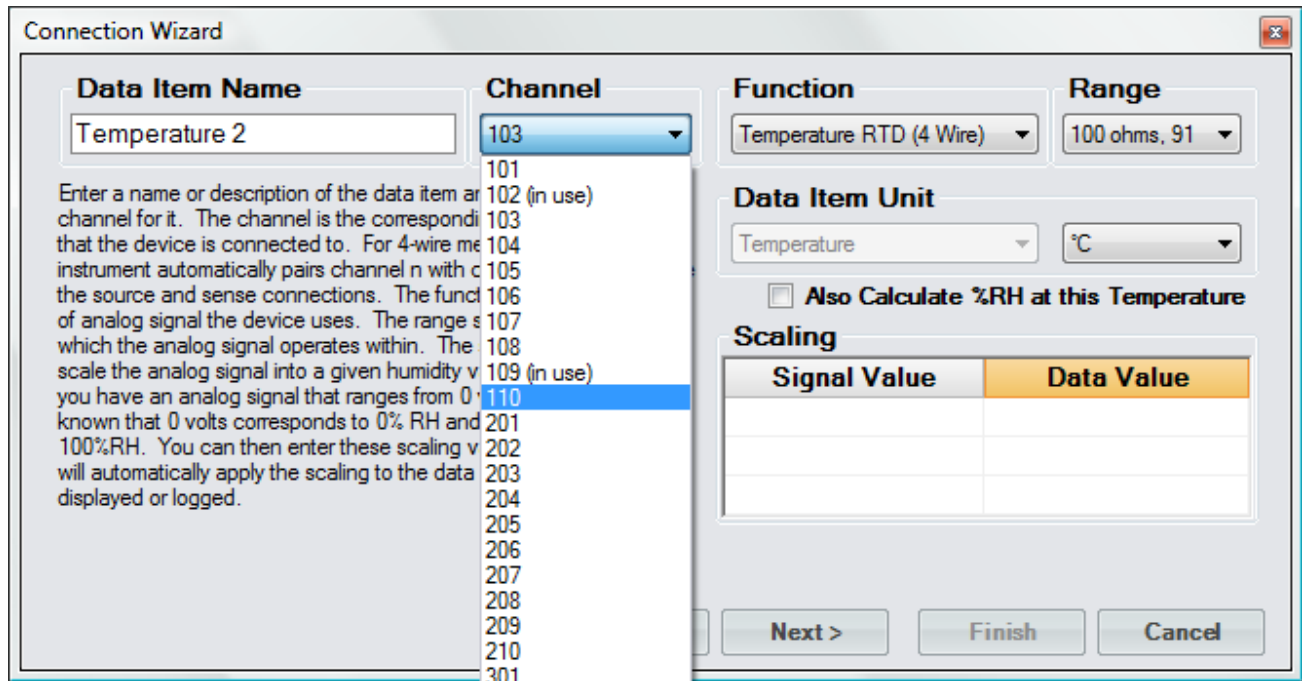 Connection Wizard
Data Item Name
Temperature 2
Channel
103
Function
Temperature RTD (4 Wire)
Range
100 ohms, 91
101
102 (in use)
103
104
105
106
107
108
109 (in use)
110
201
202
203
204
205
206
207
208
209
210
301
Enter a name or description of the data item
channel for it. The channel is the
that the device is connected to. For 4-wire
instrument automatically pairs channel n with
the source and sense connections. The
of analog signal the device uses. The range
which the analog signal operates within. The
scale the analog signal into a given humidity
you have an analog signal that ranges from 0
known that 0 volts corresponds to 0% RH and
100%RH. You can then enter these scaling
will automatically apply the scaling to the data
displayed or logged.
Data Item Unit
Temperature
°C
Also Calculate %RH at this Temperature
Scaling
Signal Value
Data Value
Next >
Finish
Cancel